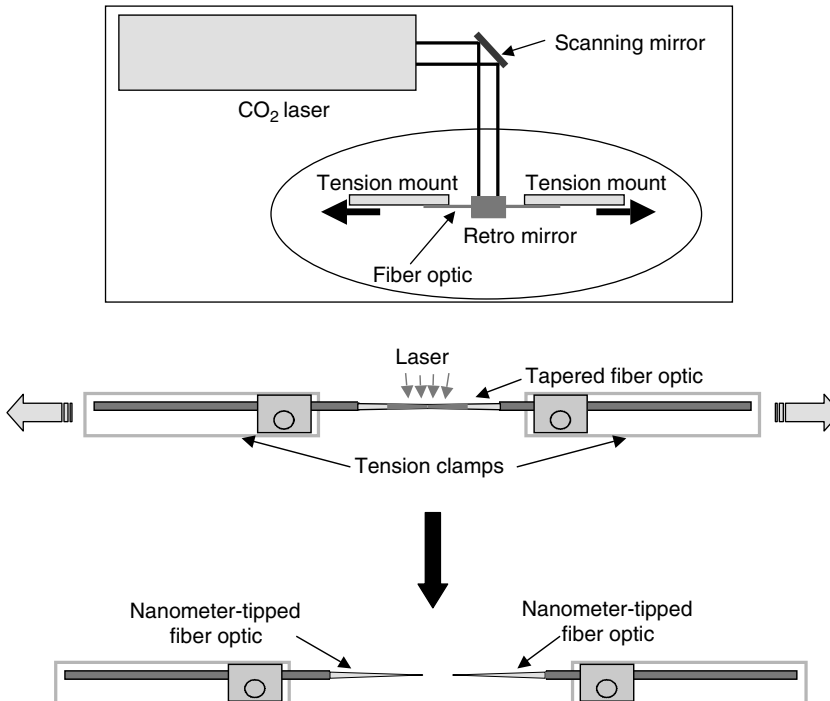 Scanning mirror
CO₂ laser
Tension mount
Tension mount
Retro mirror
Fiber optic
Laser
Tapered fiber optic
Tension clamps
Nanometer-tipped
fiber optic
Nanometer-tipped
fiber optic